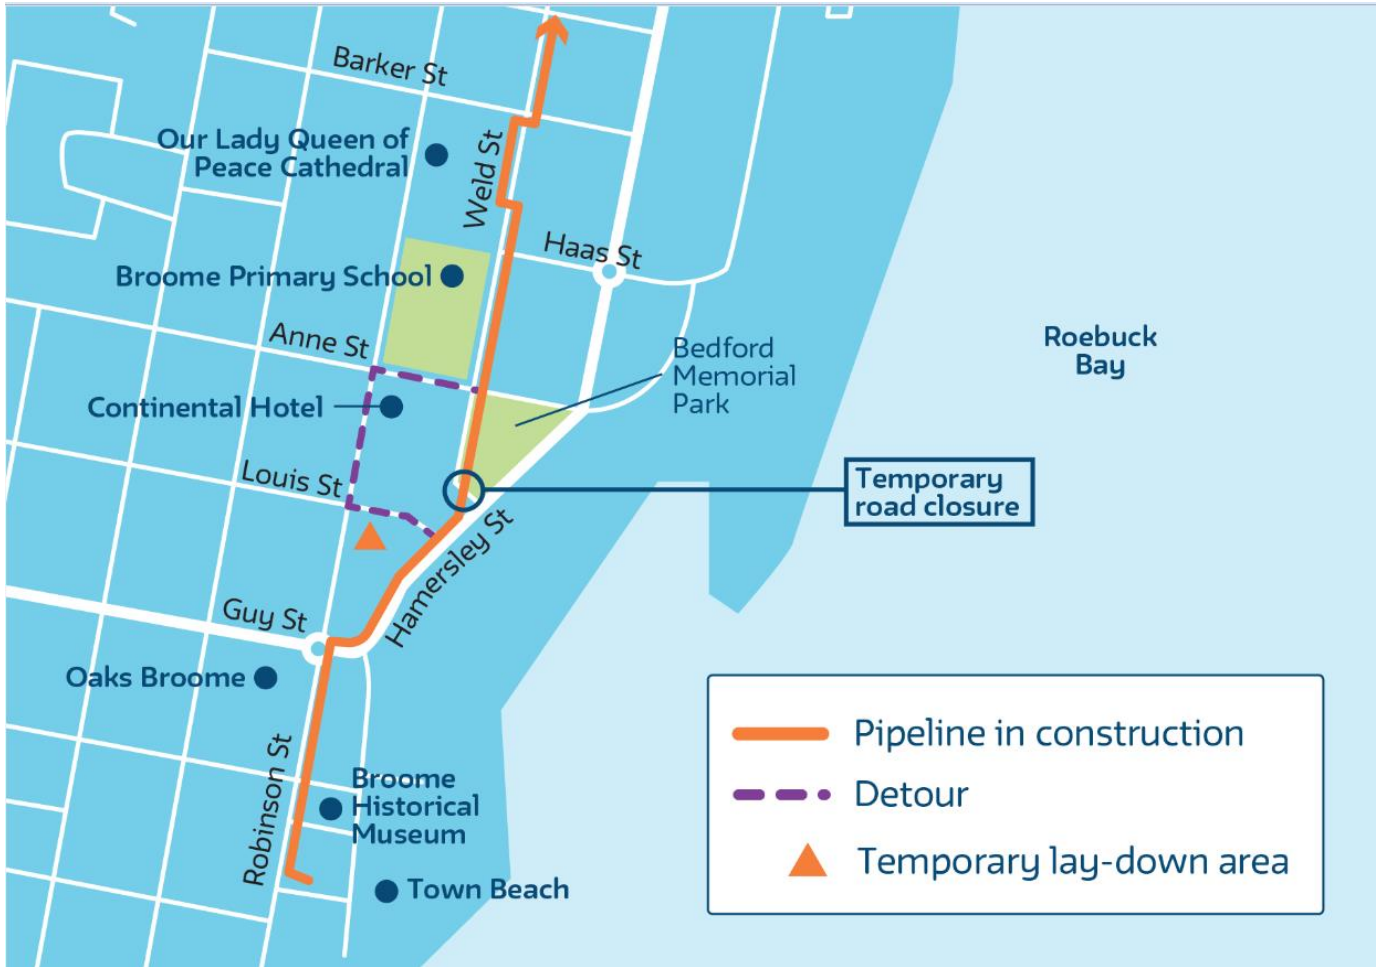 Barker St
Our Lady Queen of
Peace Cathedral
Weld St
Haas St
Broome Primary School
Anne St
Bedford
Memorial
Park
Roebuck
Bay
Continental Hotel
Louis St
Temporary
road closure
Hamersley St
Guy St
Oaks Broome
Robinson St
Broome
Historical
Museum
Town Beach
Pipeline in construction
Detour
Temporary lay-down area